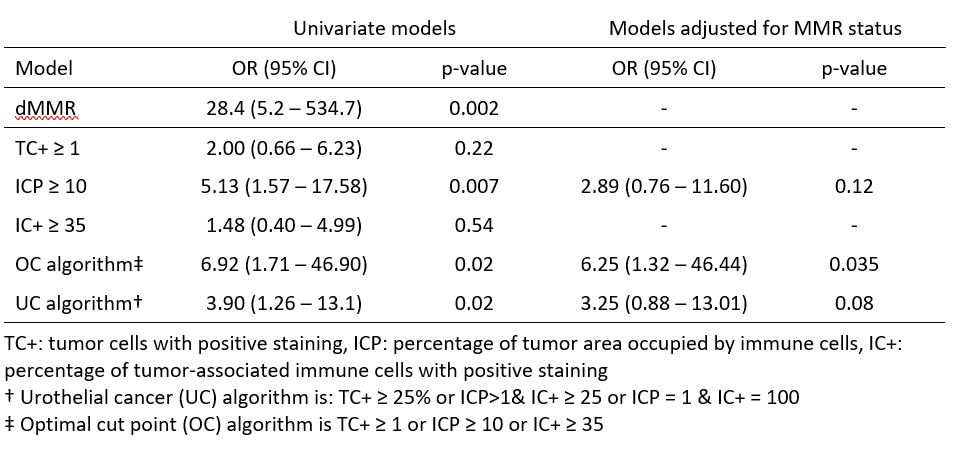 Univariate models Models adjusted for MMR status
Model OR (95% CI) p-value OR (95% CI) p-value
dMMR 28.4 (5.2 – 534.7) 0.002 - -
TC+ ≥ 1 2.00 (0.66 – 6.23) 0.22 - -
ICP ≥ 10 5.13 (1.57 – 17.58) 0.007 2.89 (0.76 – 11.60) 0.12
IC+ ≥ 35 1.48 (0.40 – 4.99) 0.54 - -
OC algorithm‡ 6.92 (1.71 – 46.90) 0.02 6.25 (1.32 – 46.44) 0.035
UC algorithm† 3.90 (1.26 – 13.1) 0.02 3.25 (0.88 – 13.01) 0.08
TC+: tumor cells with positive staining, ICP: percentage of tumor area occupied by immune cells, IC+:
percentage of tumor-associated immune cells with positive staining
† Urothelial cancer (UC) algorithm is: TC+ ≥ 25% or ICP>1& IC+ ≥ 25 or ICP = 1 & IC+ = 100
‡ Optimal cut point (OC) algorithm is TC+ ≥ 1 or ICP ≥ 10 or IC+ ≥ 35